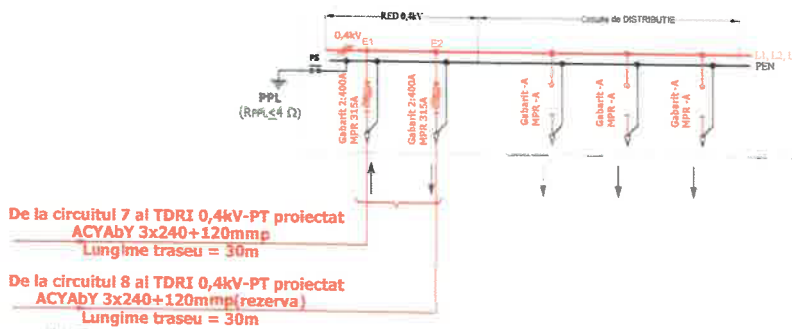 RED 0,4kV
Circuite de DISTRIBUTIE
0,4kV
E1
E2
L1, L2, L
PEN
PS
PPL
(RPPL≤4 Ω)
Gabarit 2:400A
MPR 315A
Gabarit 2:400A
MPR 315A
Gabarit -A
MPR -A
Gabarit -A
MPR -A
Gabarit -A
MPR -A
De la circuitul 7 al TDRI 0,4kV-PT proiectat
ACYAbY 3x240+120mmp
Lungime traseu = 30m
De la circuitul 8 al TDRI 0,4kV-PT proiectat
ACYAbY 3x240+120mmp(rezerva)
Lungime traseu = 30m